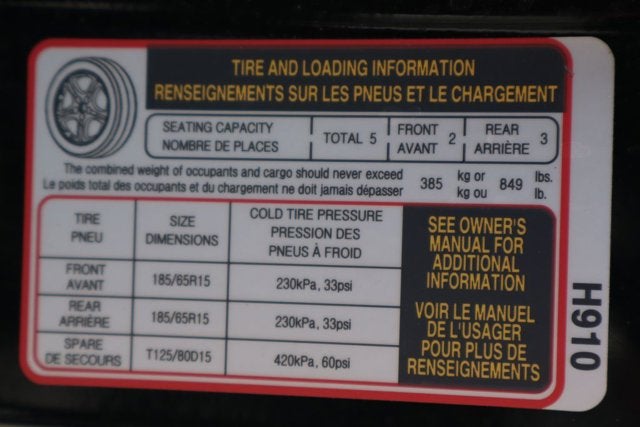 TIRE AND LOADING INFORMATION
RENSEIGNEMENTS SUR LES PNEUS ET LE CHARGEMENT
SEATING CAPACITY
NOMBRE DE PLACES
TOTAL 5
FRONT
AVANT
2
REAR
ARRIÈRE
3
The combined weight of occupants and cargo should never exceed
Le poids total des occupants et du chargement ne doit jamais dépasser
385
kg or
kg ou
849
lbs.
lb.
TIRE
PNEU
SIZE
DIMENSIONS
COLD TIRE PRESSURE
PRESSION DES
PNEUS À FROID
FRONT
AVANT
185/65R15
230kPa, 33psi
REAR
ARRIÈRE
185/65R15
230kPa, 33psi
SPARE
DE SECOURS
T125/80D15
420kPa, 60psi
SEE OWNER'S
MANUAL FOR
ADDITIONAL
INFORMATION
VOIR LE MANUEL
DE L'USAGER
POUR PLUS DE
RENSEIGNEMENTS
H910